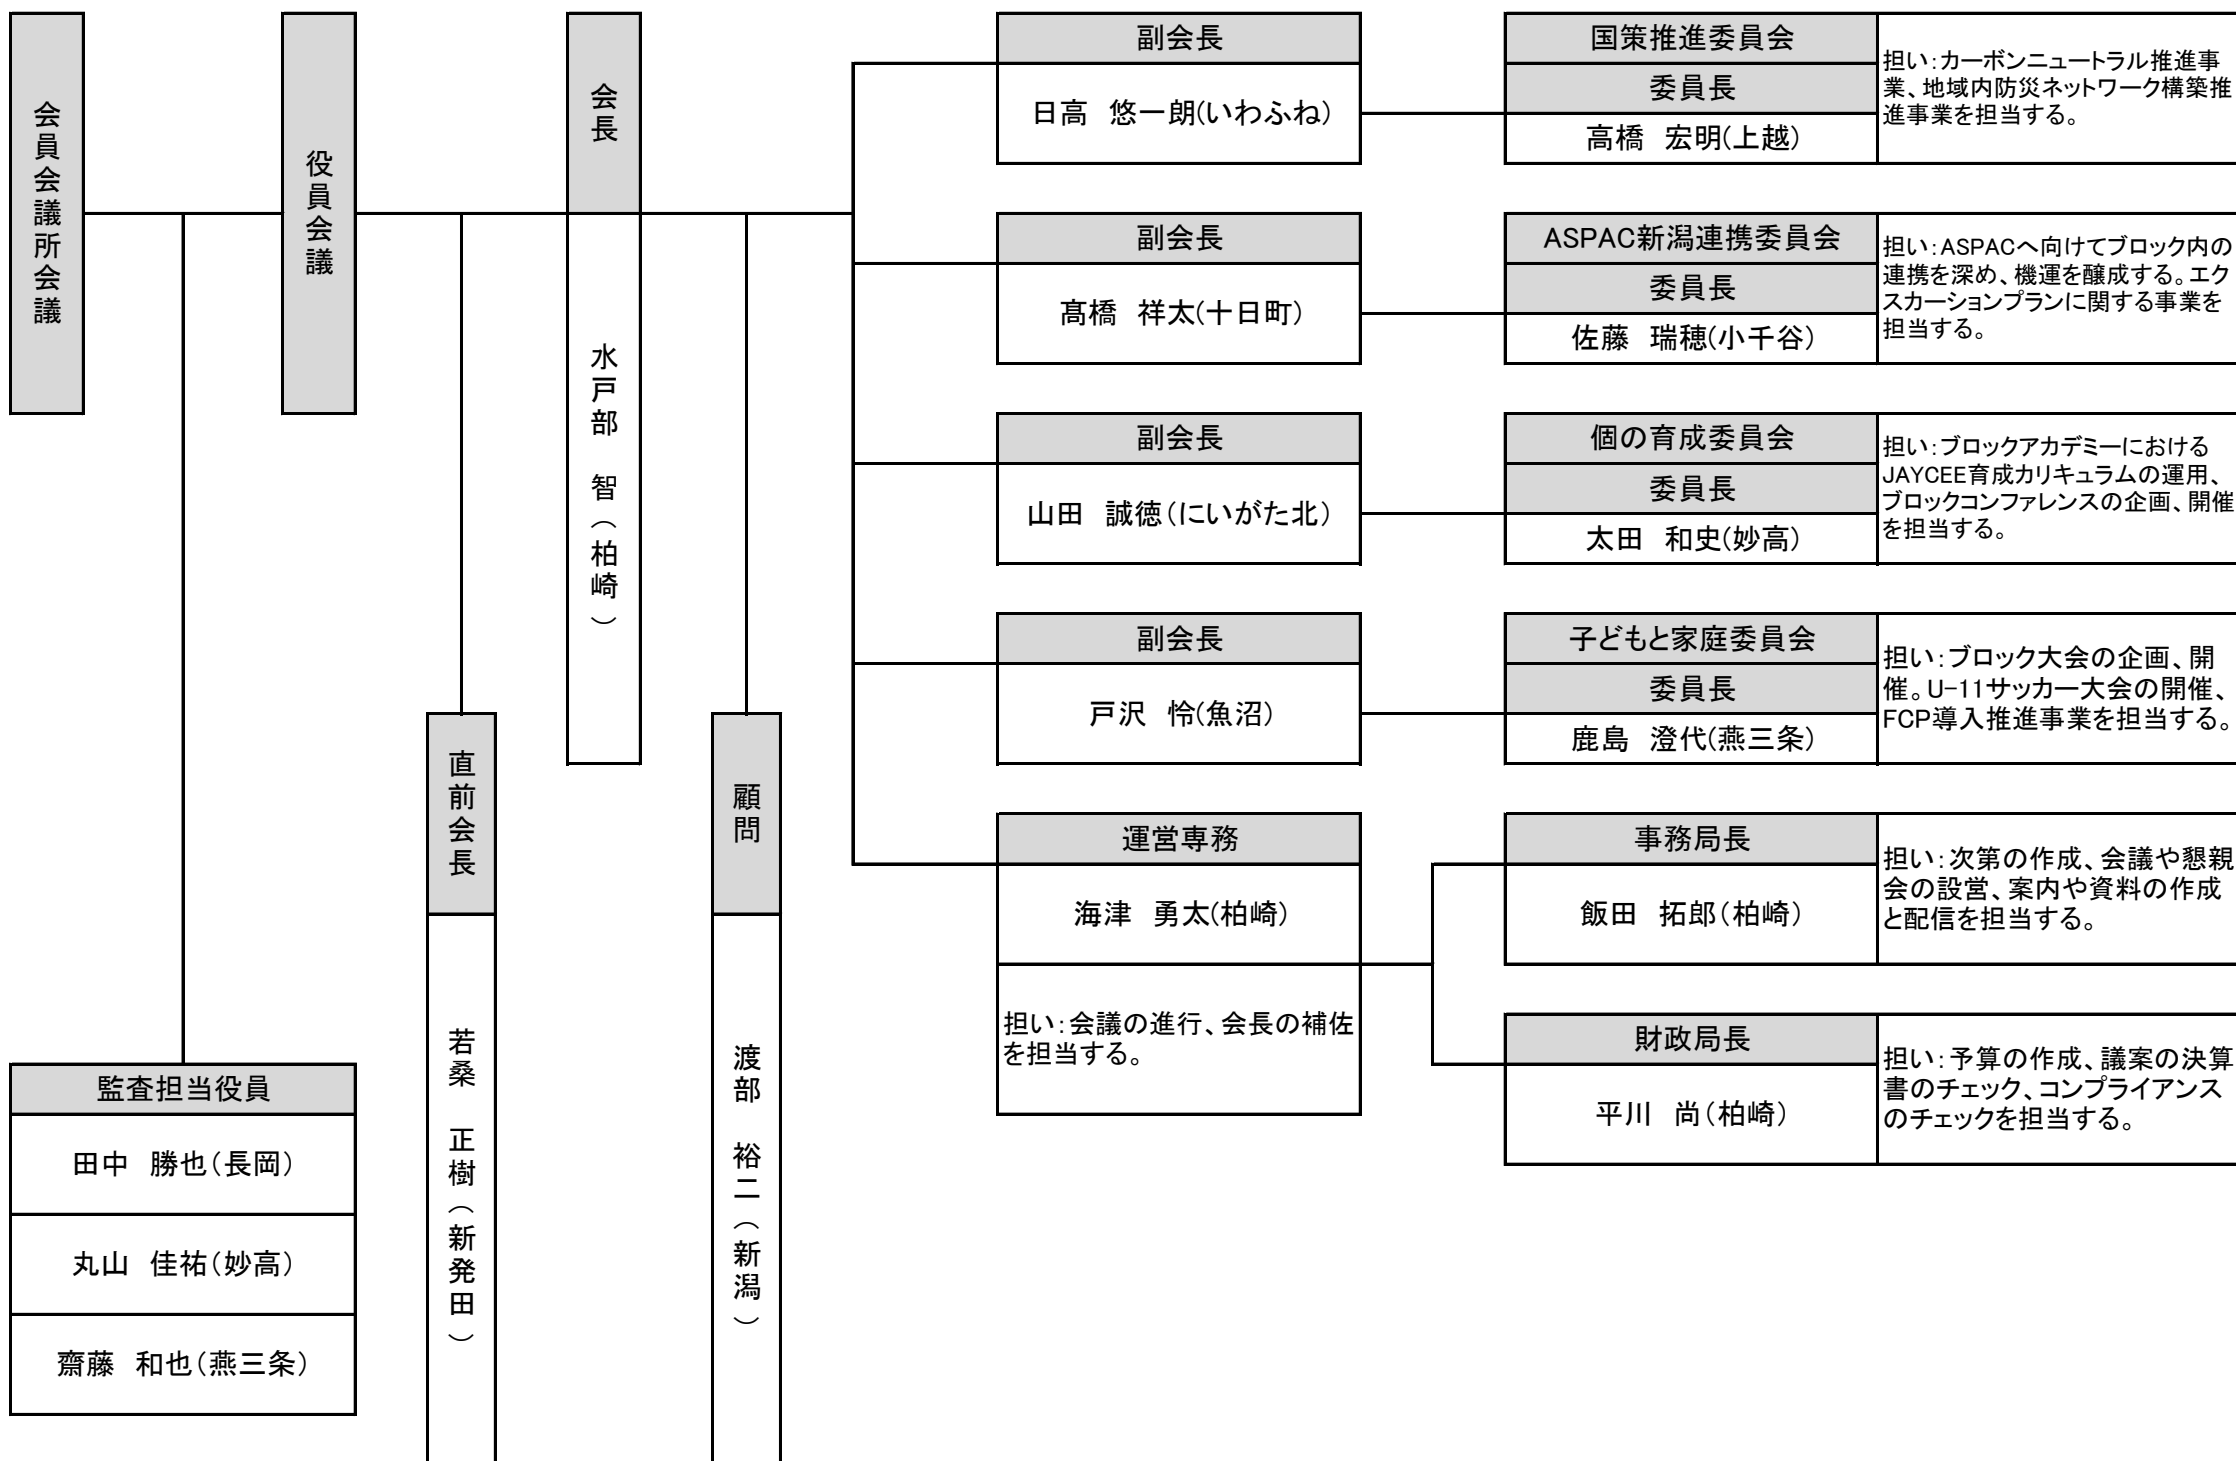 会員会議所会議
役員会議
会長
水戸部　智（柏崎）
直前会長
若桑　正樹（新発田）
顧問
渡部　裕二（新潟）
監査担当役員
田中　勝也（長岡）
丸山　佳祐（妙高）
齋藤　和也（燕三条）
副会長
日高　悠一朗(いわふね)
国策推進委員会
委員長
高橋　宏明(上越)
担い：カーボンニュートラル推進事
業、地域内防災ネットワーク構築推
進事業を担当する。
副会長
髙橋　祥太(十日町)
ASPAC新潟連携委員会
委員長
佐藤　瑞穂(小千谷)
担い：ASPACへ向けてブロック内の
連携を深め、機運を醸成する。エク
スカーションプランに関する事業を
担当する。
副会長
山田　誠徳（にいがた北）
個の育成委員会
委員長
太田　和史(妙高)
担い：ブロックアカデミーにおける
JAYCEE育成カリキュラムの運用、
ブロックコンファレンスの企画、開催
を担当する。
副会長
戸沢　怜(魚沼)
子どもと家庭委員会
委員長
鹿島　澄代(燕三条)
担い：ブロック大会の企画、開
催。U-11サッカー大会の開催、
FCP導入推進事業を担当する。
運営専務
海津　勇太(柏崎)
担い：会議の進行、会長の補佐
を担当する。
事務局長
飯田　拓郎（柏崎）
担い：次第の作成、会議や懇親
会の設営、案内や資料の作成
と配信を担当する。
財政局長
平川　尚（柏崎）
担い：予算の作成、議案の決算
書のチェック、コンプライアンス
のチェックを担当する。